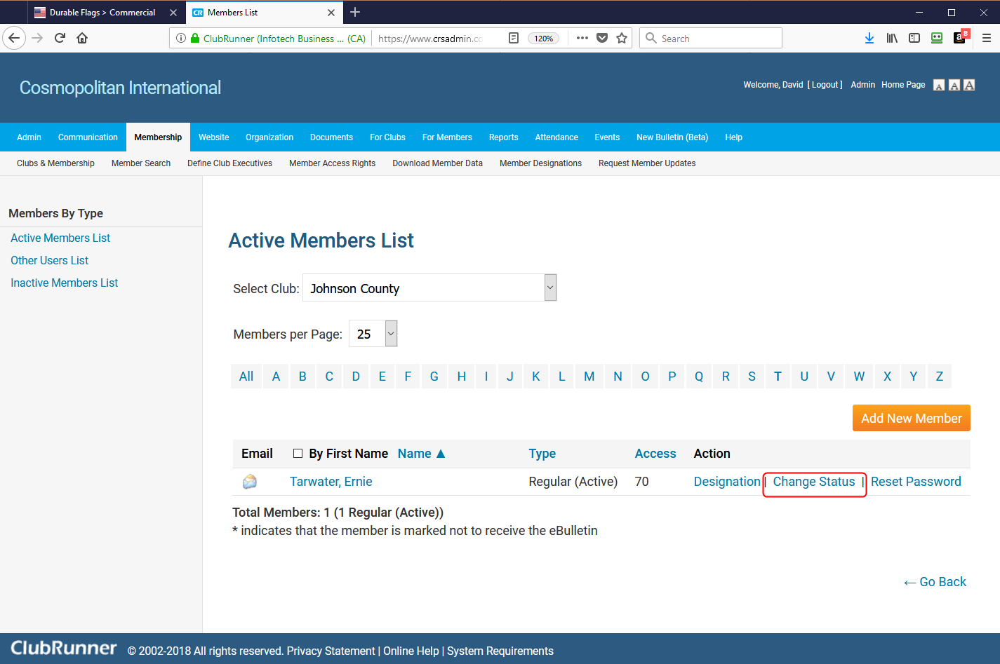 Durable Flags > Commercial
Members List
ClubRunner (Infotech Business ... (CA)
https://www.crsadmin.co
120%
Search
8
Cosmopolitan International
Welcome, David [ Logout ] Admin Home Page A A A
Admin Communication Membership Website Organization Documents For Clubs For Members Reports Attendance Events New Bulletin (Beta) Help
Clubs & Membership Member Search Define Club Executives Member Access Rights Download Member Data Member Designations Request Member Updates
Members By Type
Active Members List
Other Users List
Inactive Members List
Active Members List
Select Club: Johnson County
Members per Page: 25
All A B C D E F G H I J K L M N O P Q R S T U V W X Y Z
Add New Member
Email By First Name Name ▲ Type Access Action
Tarwater, Ernie Regular (Active) 70 Designation | Change Status | Reset Password
Total Members: 1 (1 Regular (Active))
* indicates that the member is marked not to receive the eBulletin
← Go Back
ClubRunner © 2002-2018 All rights reserved. Privacy Statement | Online Help | System Requirements